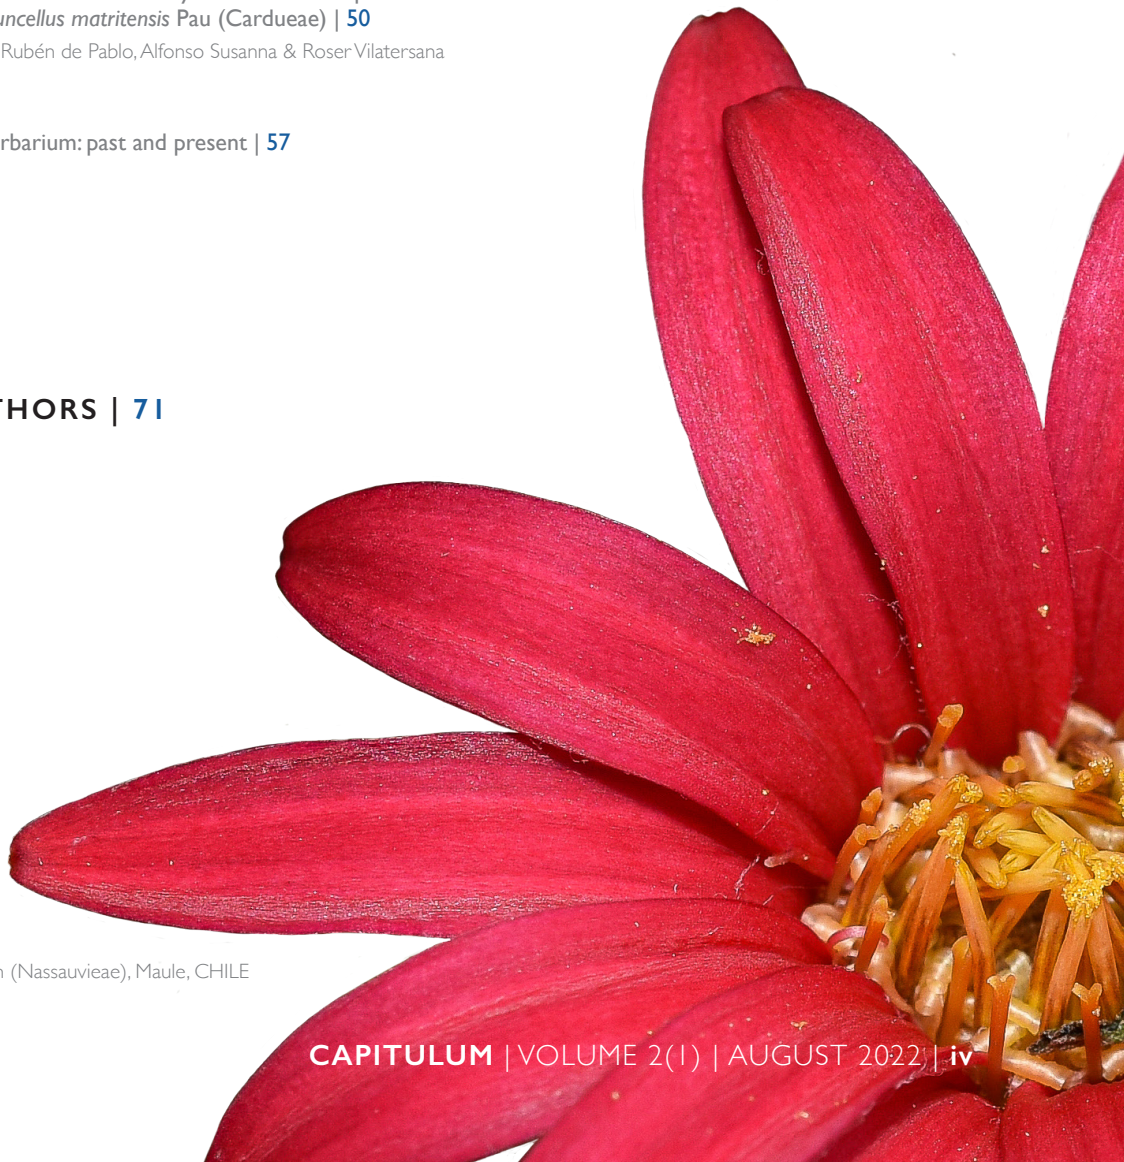 uncellus matritensis Pau (Cardueae) | 50
Rubén de Pablo, Alfonso Susanna & Roser Vilatersana
rbarium: past and present | 57
THORS | 71
(Nassauvieae), Maule, CHILE
CAPITULUM | VOLUME 2(1) | AUGUST 2022 | iv